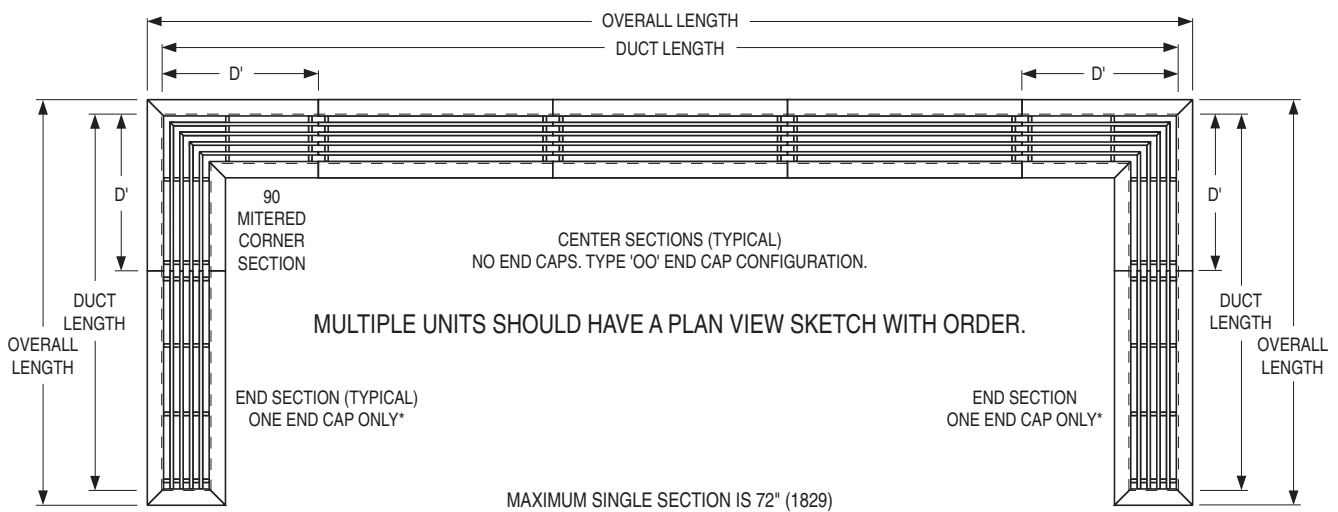 OVERALL LENGTH
DUCT LENGTH
D'
D'
D'
D'
90
MITERED
CORNER
SECTION
CENTER SECTIONS (TYPICAL)
NO END CAPS. TYPE 'OO' END CAP CONFIGURATION.
DUCT
LENGTH
OVERALL
LENGTH
MULTIPLE UNITS SHOULD HAVE A PLAN VIEW SKETCH WITH ORDER.
DUCT
LENGTH
OVERALL
LENGTH
END SECTION (TYPICAL)
ONE END CAP ONLY*
END SECTION
ONE END CAP ONLY*
MAXIMUM SINGLE SECTION IS 72" (1829)